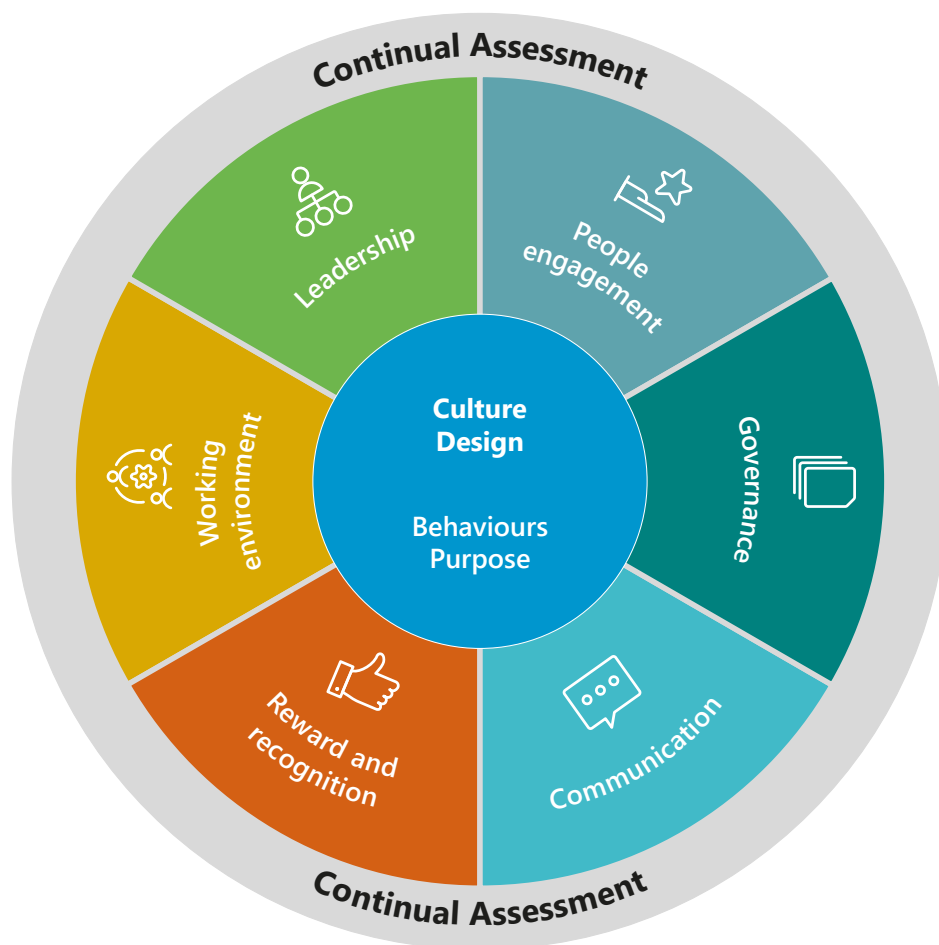 Continual Assessment
Leadership
People
engagement
Governance
Communication
Reward and
recognition
Working
environment
Culture
Design
Behaviours
Purpose
Continual Assessment